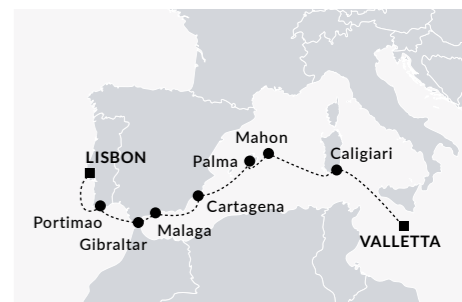 Mahon
LISBON
Palma
Caligiari
Cartagena
Portimao
Malaga
Gibraltar
VALLETTA